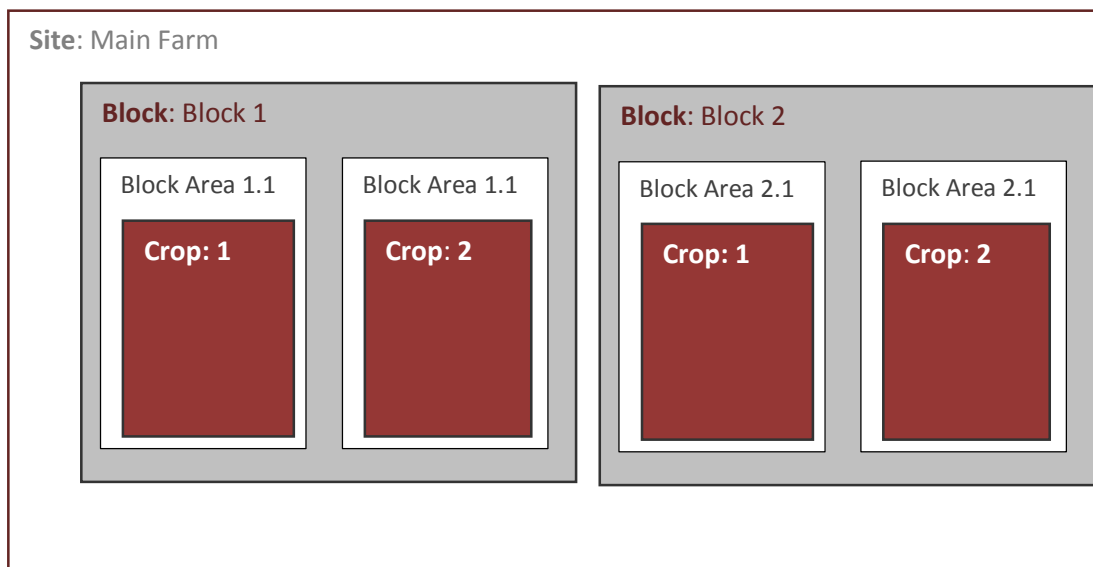 Site: Main Farm
Block: Block 1
Block Area 1.1
Crop: 1
Block Area 1.1
Crop: 2
Block: Block 2
Block Area 2.1
Crop: 1
Block Area 2.1
Crop: 2